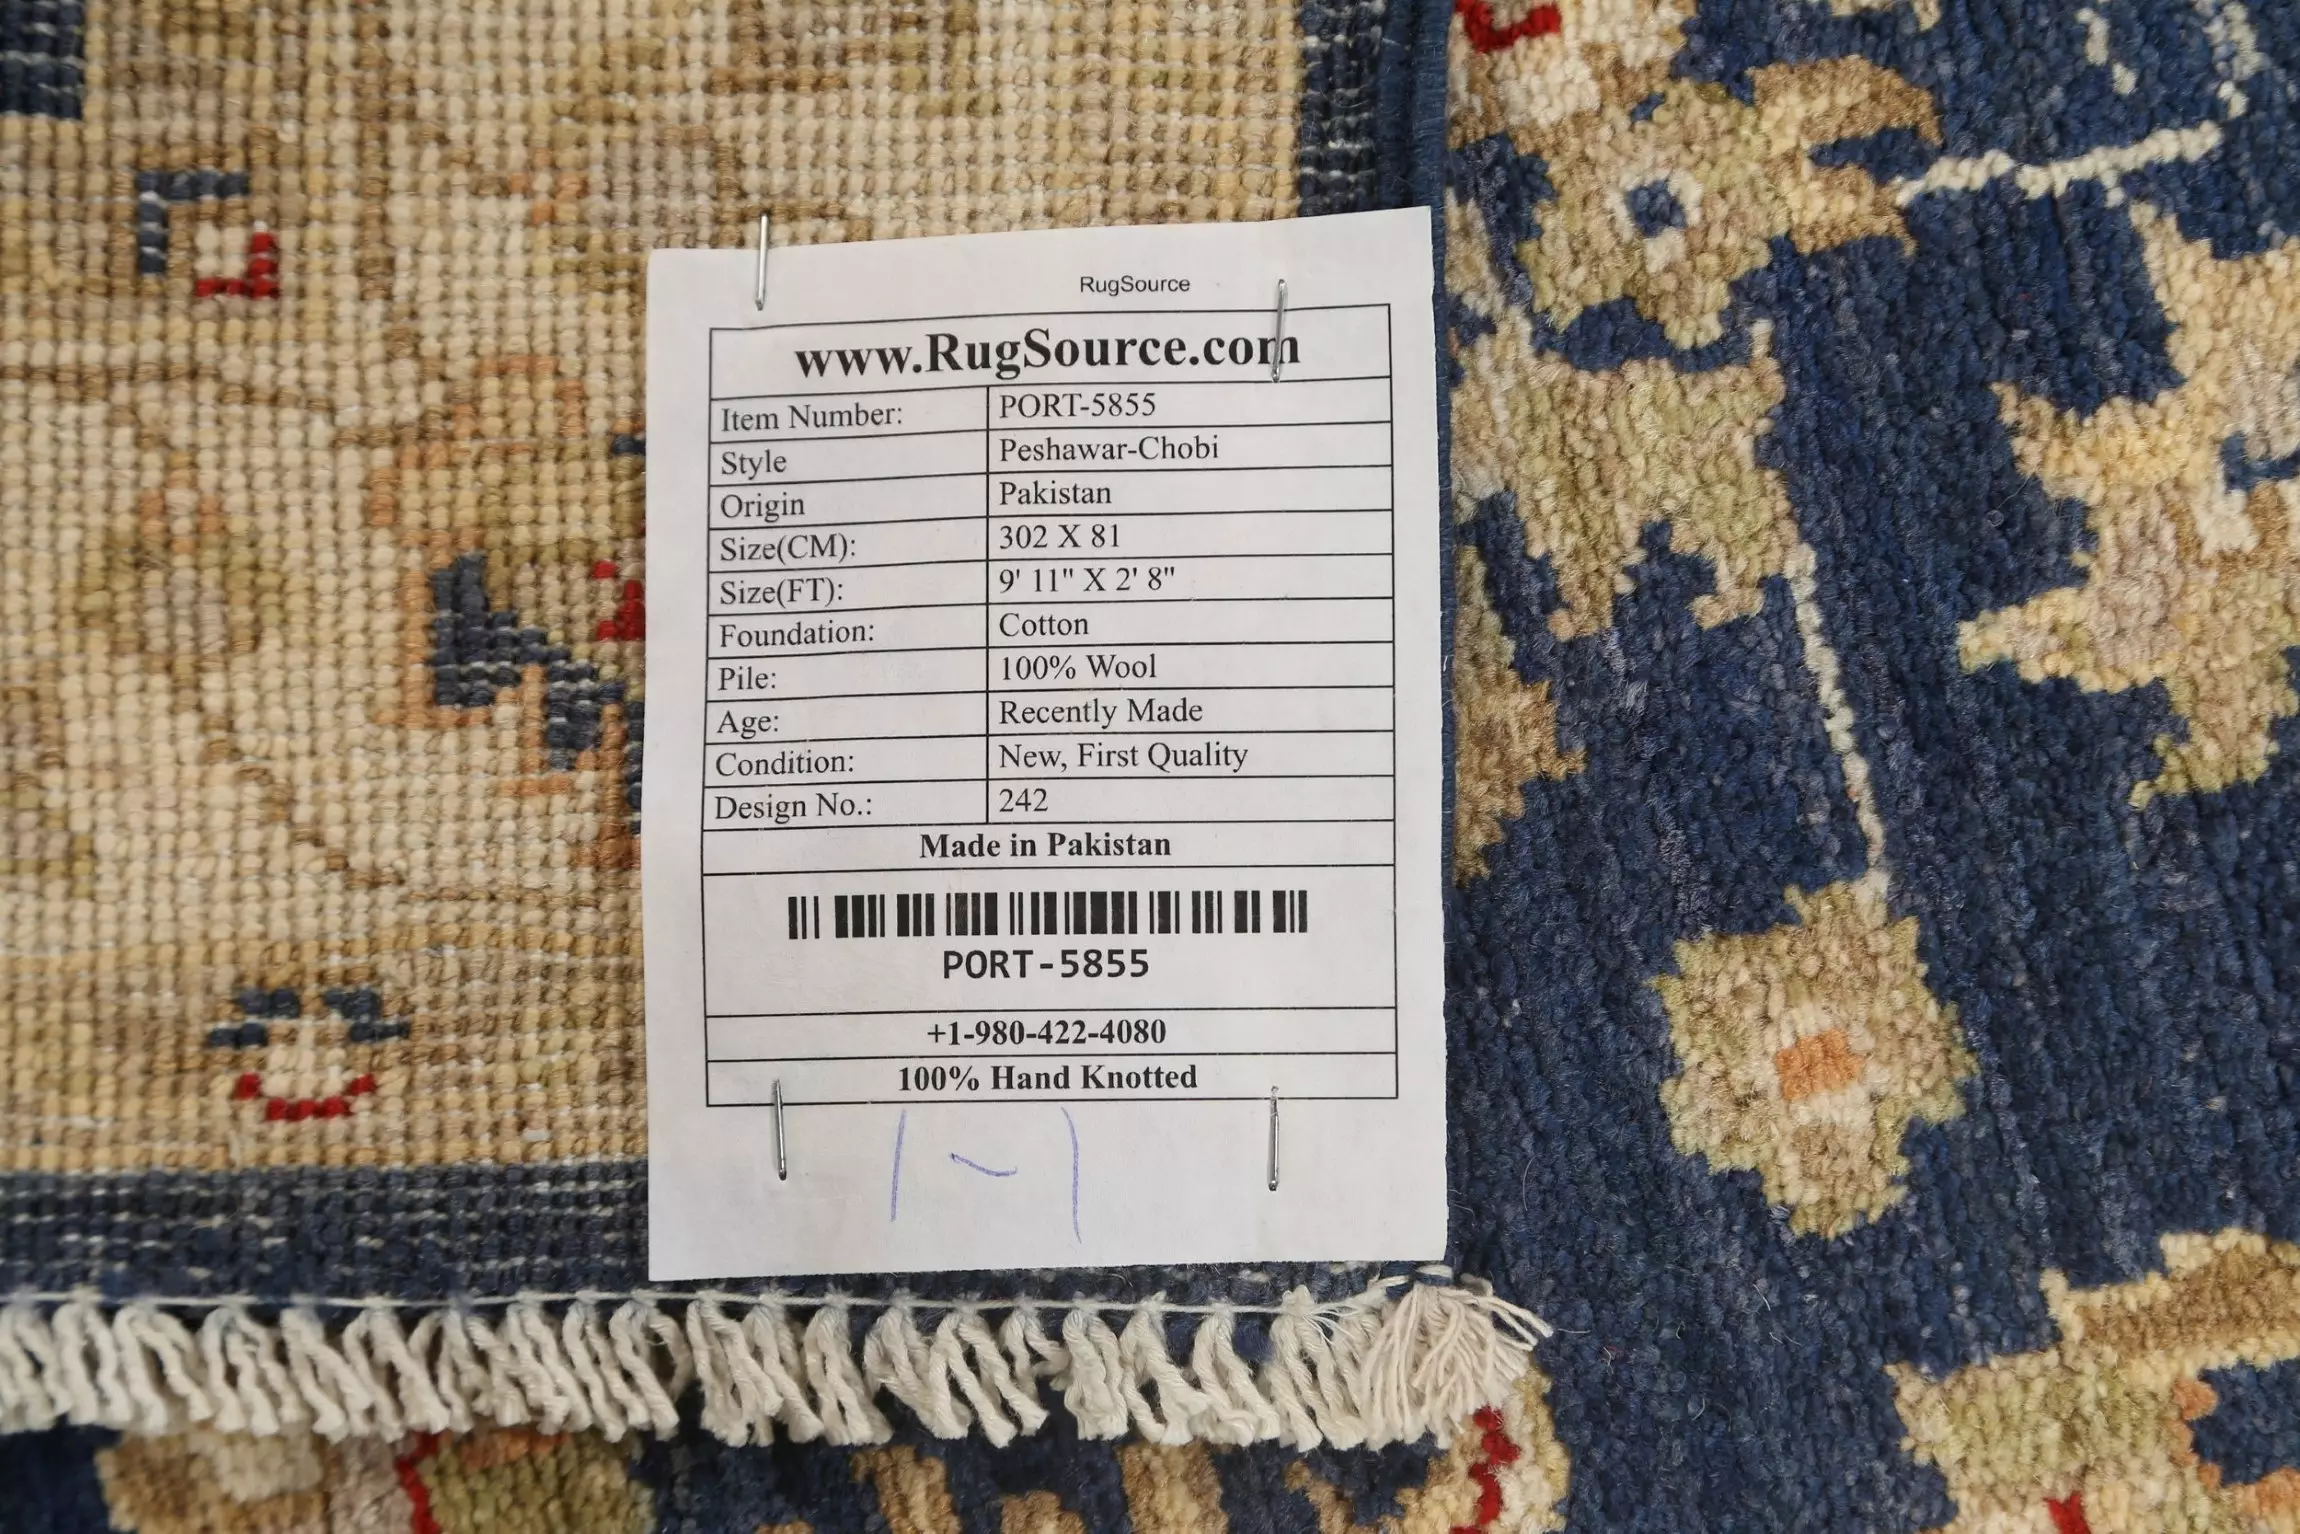 RugSource
www.RugSource.com
Item Number: PORT-5855
Style Peshawar-Chobi
Origin Pakistan
Size(CM): 302 X 81
Size(FT): 9' 11" X 2' 8"
Foundation: Cotton
Pile: 100% Wool
Age: Recently Made
Condition: New, First Quality
Design No.: 242
Made in Pakistan
PORT-5855
+1-980-422-4080
100% Hand Knotted
1-1